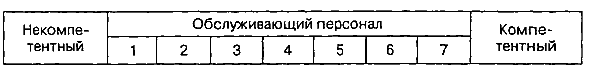 Некомпе-
тентный
Обслуживающий персонал
1 2 3 4 5 6 7
Компе-
тентный